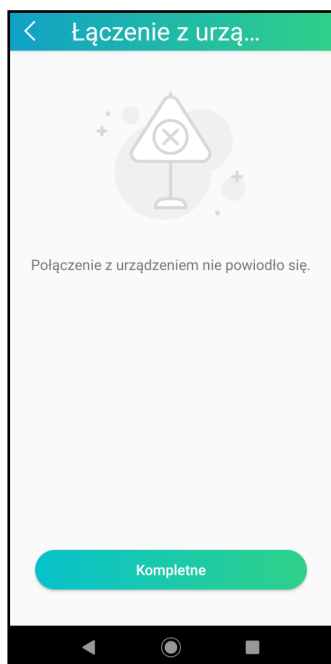 Łączenie z urzą...
Połączenie z urządzeniem nie powiodło się.
Kompletne